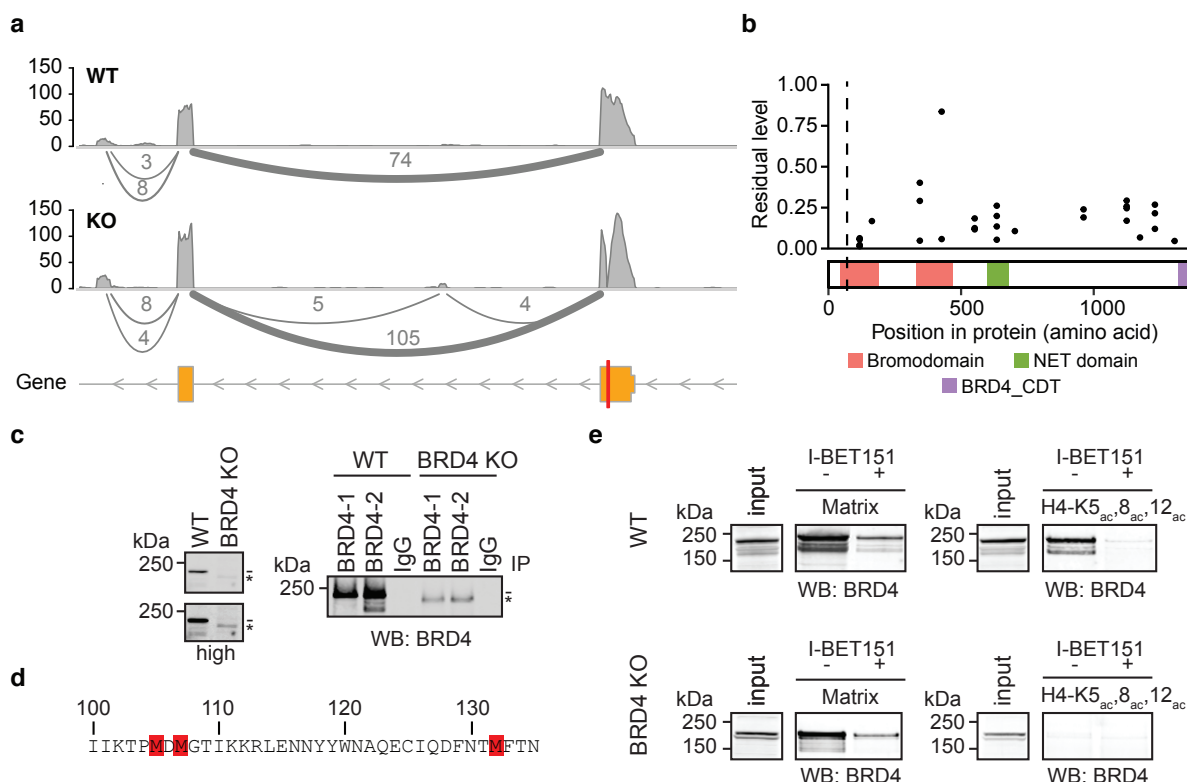 a
150
100
50
0
WT
3
8
74
150
100
50
0
KO
8
4
5
4
105
Gene
b
1.00
0.75
0.50
0.25
0.00
Residual level
0
500
1000
Position in protein (amino acid)
Bromodomain
NET domain
BRD4_CDT
c
WT
BRD4 KO
kDa
250
*
250
*
high
WT
BRD4 KO
BRD4-1
BRD4-2
IgG
BRD4-1
BRD4-2
IgG
IP
kDa
250
*
WB: BRD4
d
100
110
120
130
IIKTPMDMGTIKKRLENNYYWNAQECIQDFNTMFTN
e
WT
kDa
input
250
150
I-BET151
- +
Matrix
WB: BRD4
kDa
input
250
150
I-BET151
- +
H4-K5ac,8ac,12ac
WB: BRD4
BRD4 KO
kDa
input
250
150
I-BET151
- +
Matrix
WB: BRD4
kDa
input
250
150
I-BET151
- +
H4-K5ac,8ac,12ac
WB: BRD4